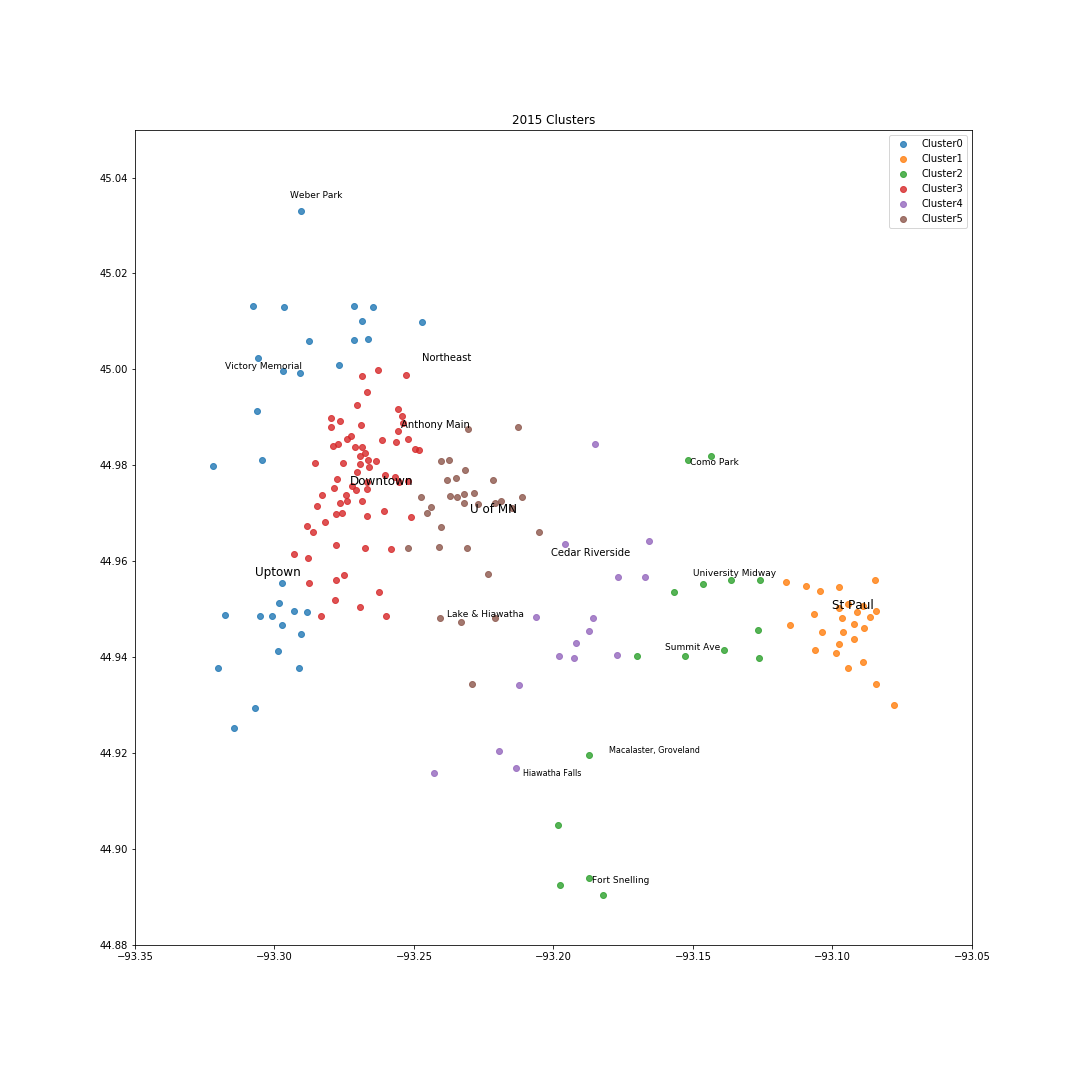 2015 Clusters
Cluster0
Cluster1
Cluster2
Cluster3
Cluster4
Cluster5
45.04
45.02
45.00
44.98
44.96
44.94
44.92
44.90
44.88
Weber Park
Northeast
Victory Memorial
Anthony Main
Como Park
Downtown
U of MN
Cedar Riverside
Uptown
University Midway
St Paul
Lake & Hiawatha
Summit Ave
Macalaster, Groveland
Hiawatha Falls
Fort Snelling
−93.35
−93.30
−93.25
−93.20
−93.15
−93.10
−93.05